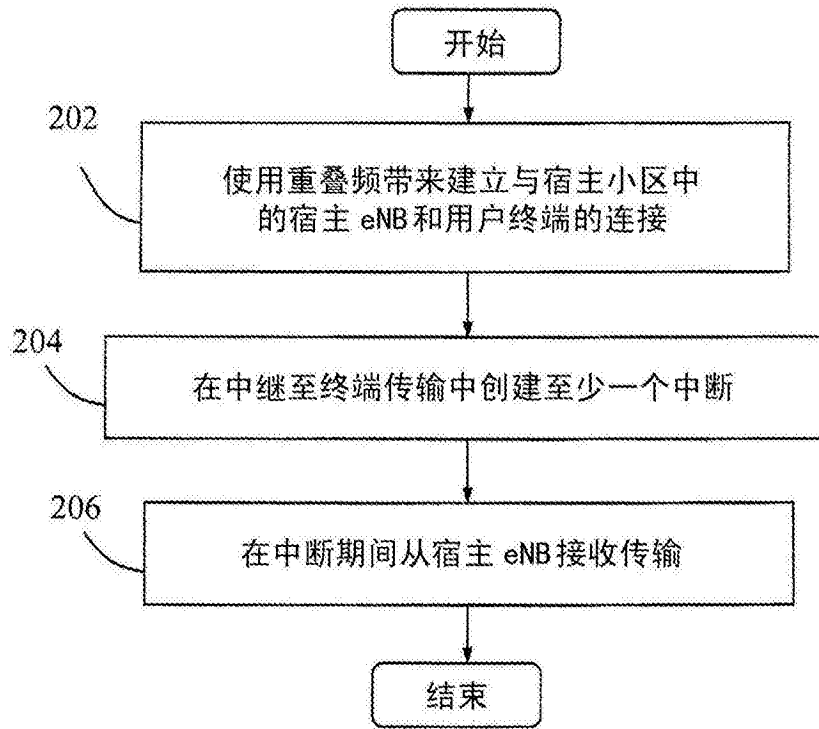 开始
202
使用重叠频带来建立与宿主小区中
的宿主 eNB和用户终端的连接
204
在中继至终端传输中创建至少一个中断
206
在中断期间从宿主 eNB接收传输
结束